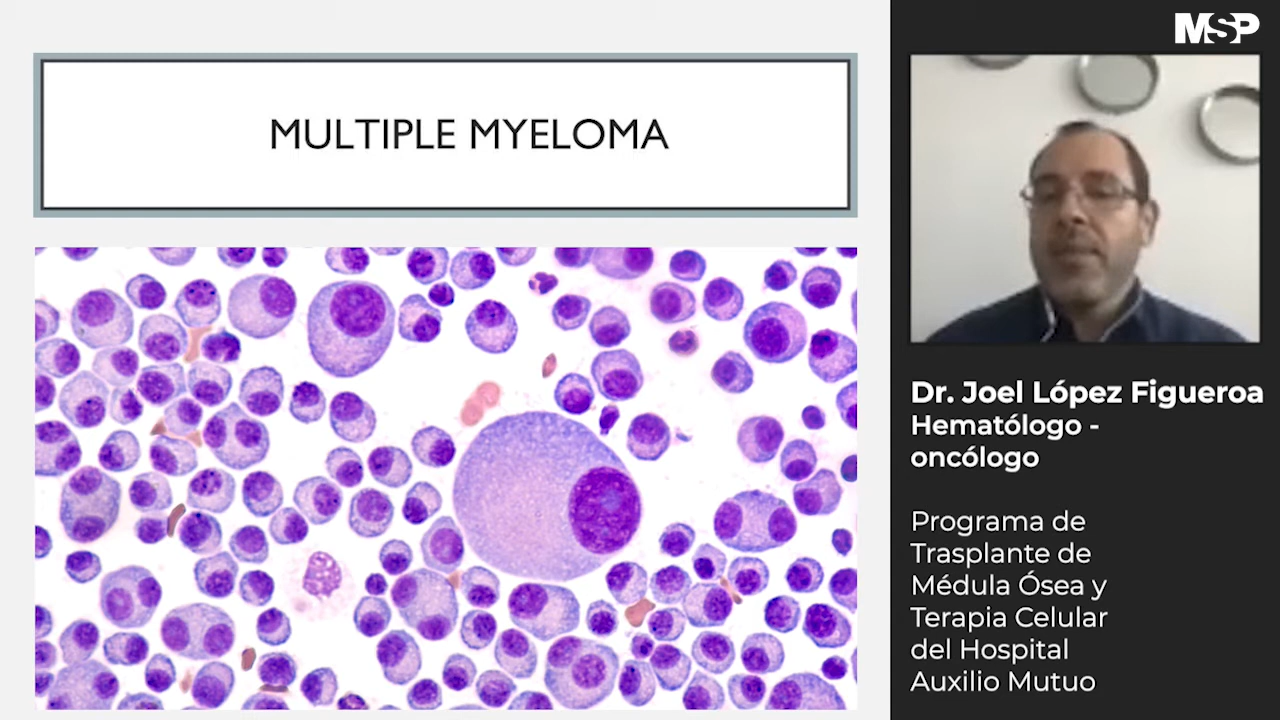 MULTIPLE MYELOMA
MSP
Dr. Joel López Figueroa
Hematólogo -
oncólogo
Programa de
Trasplante de
Médula Ósea y
Terapia Celular
del Hospital
Auxilio Mutuo